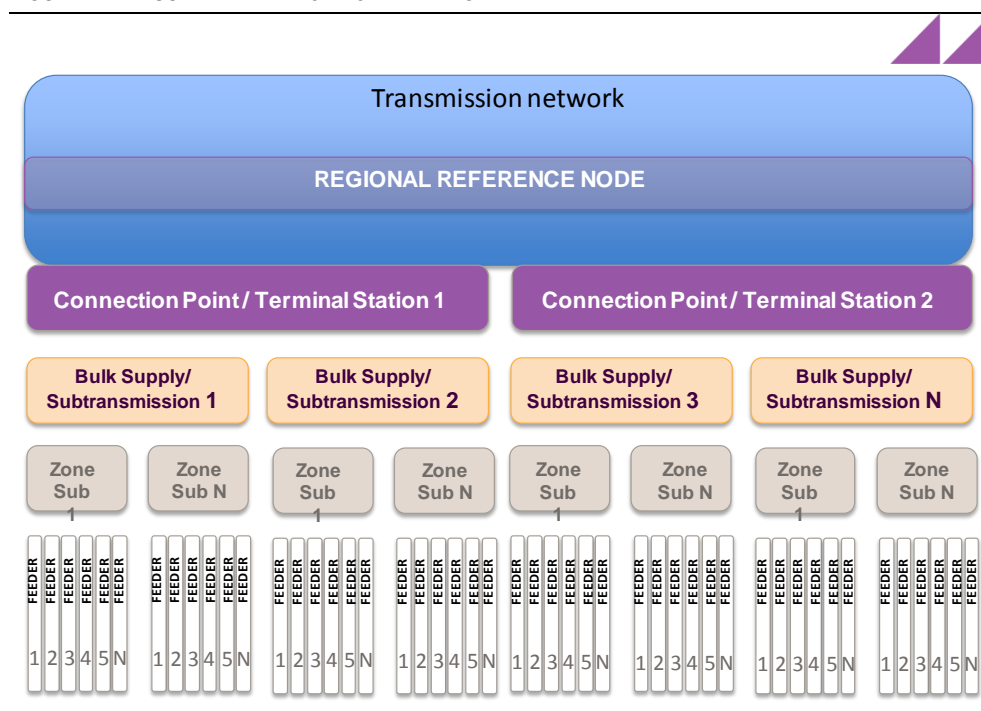 Transmission network
REGIONAL REFERENCE NODE
Connection Point / Terminal Station 1
Connection Point / Terminal Station 2
Bulk Supply/
Subtransmission 1
Bulk Supply/
Subtransmission 2
Bulk Supply/
Subtransmission 3
Bulk Supply/
Subtransmission N
Zone
Sub
1
Zone
Sub N
Zone
Sub
1
Zone
Sub N
Zone
Sub
1
Zone
Sub N
Zone
Sub
1
Zone
Sub N
FEEDER 1
FEEDER 2
FEEDER 3
FEEDER 4
FEEDER 5
FEEDER N
FEEDER 1
FEEDER 2
FEEDER 3
FEEDER 4
FEEDER 5
FEEDER N
FEEDER 1
FEEDER 2
FEEDER 3
FEEDER 4
FEEDER 5
FEEDER N
FEEDER 1
FEEDER 2
FEEDER 3
FEEDER 4
FEEDER 5
FEEDER N
FEEDER 1
FEEDER 2
FEEDER 3
FEEDER 4
FEEDER 5
FEEDER N
FEEDER 1
FEEDER 2
FEEDER 3
FEEDER 4
FEEDER 5
FEEDER N
FEEDER 1
FEEDER 2
FEEDER 3
FEEDER 4
FEEDER 5
FEEDER N
FEEDER 1
FEEDER 2
FEEDER 3
FEEDER 4
FEEDER 5
FEEDER N